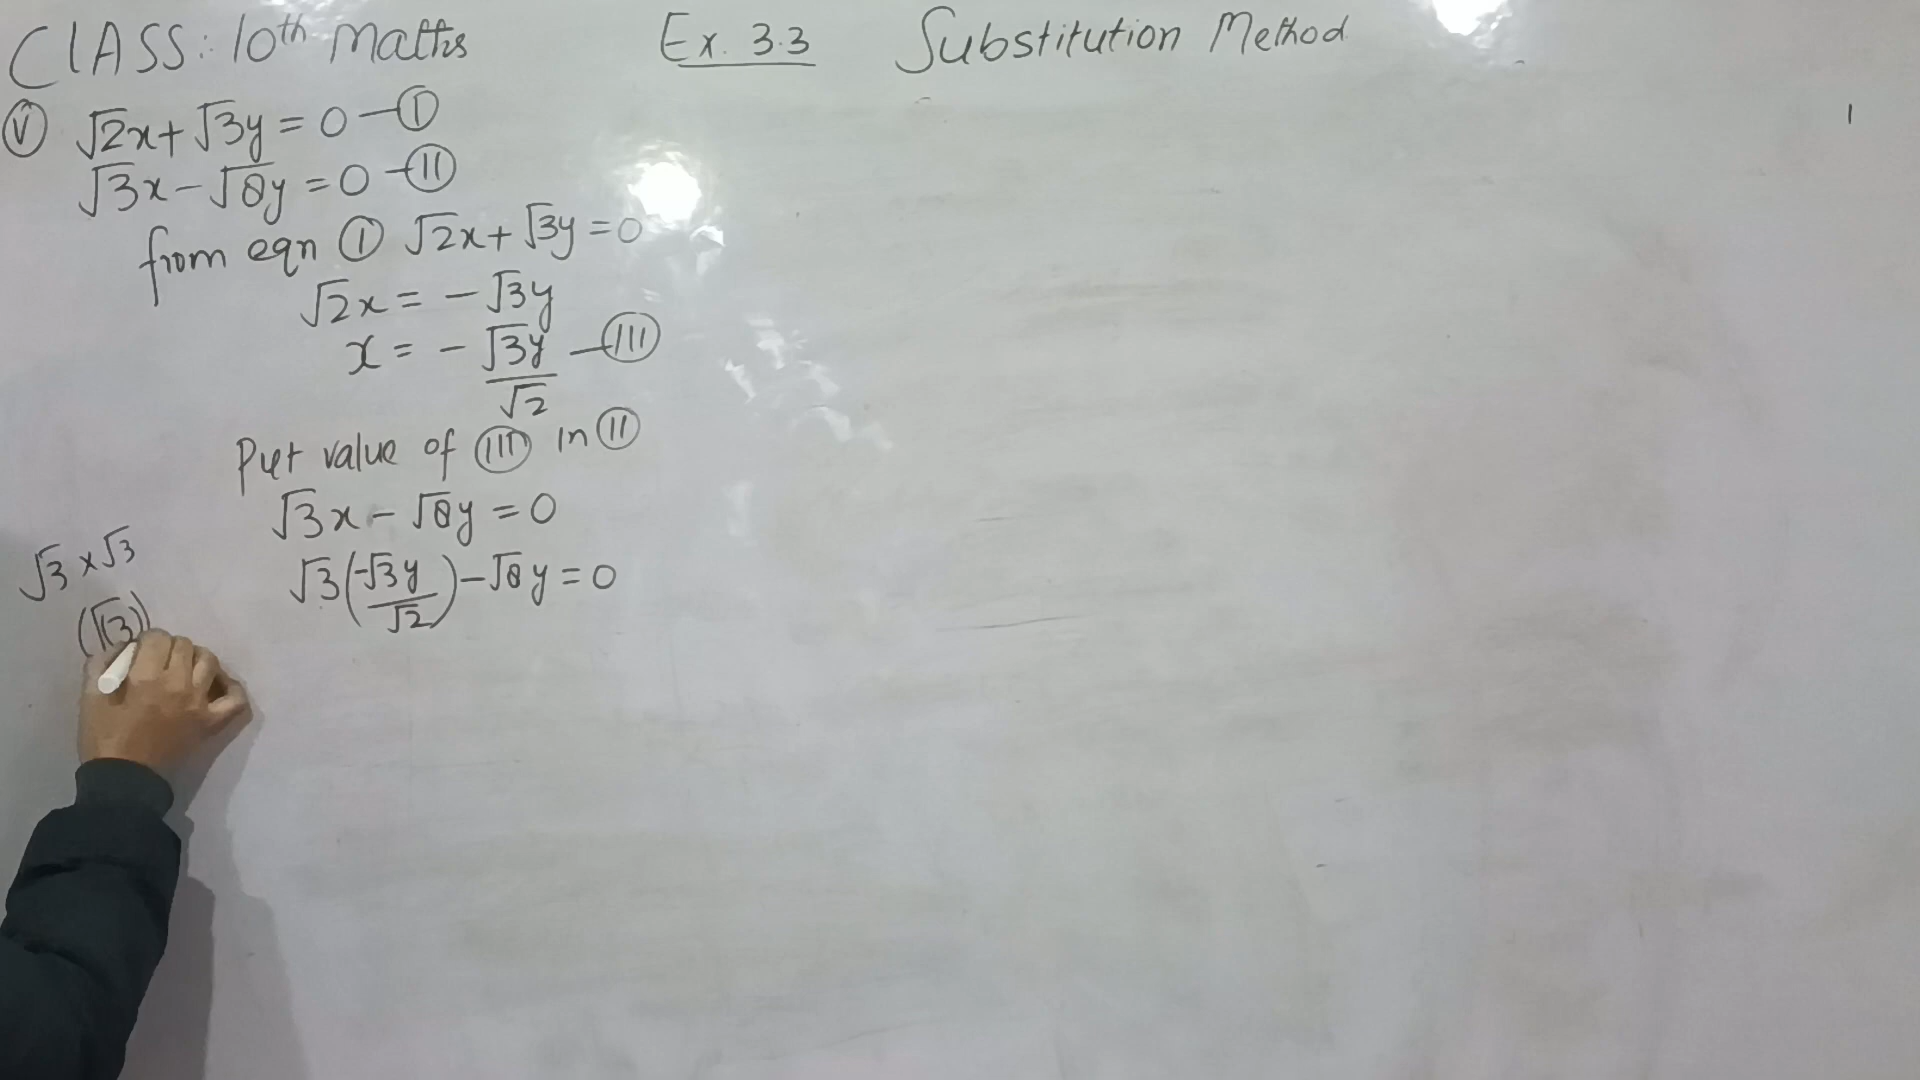 CLASS: 10th Maths Ex. 3.3 Substitution Method
(V) √2x + √3y = 0 — (I)
√3x - √8y = 0 — (II)
from eqn (I) √2x + √3y = 0
√2x = - √3y
x = - √3y/√2 — (III)
Put value of (III) in (II)
√3x - √8y = 0
√3(-√3y/√2) - √8y = 0
√3 × √3
(√3)